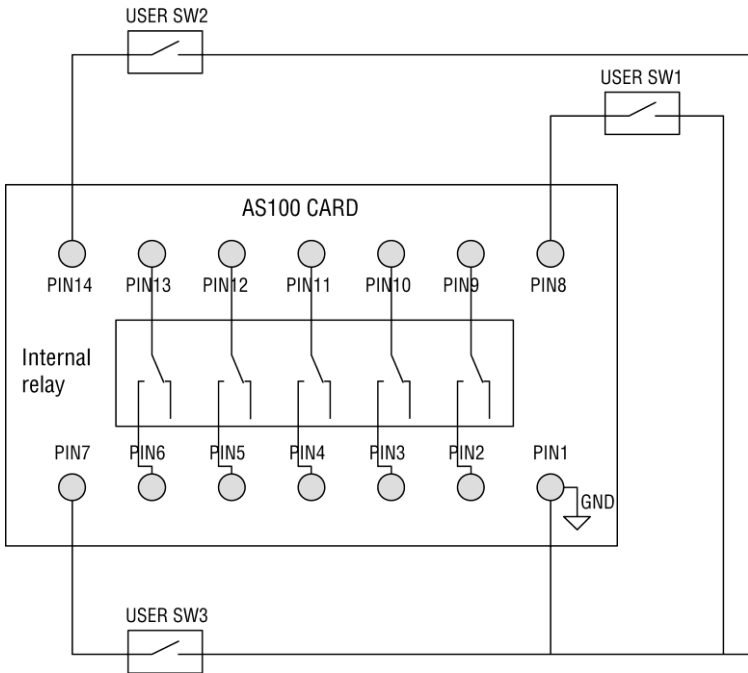 USER SW2
USER SW1
AS100 CARD
PIN14 PIN13 PIN12 PIN11 PIN10 PIN9 PIN8
Internal
relay
PIN7 PIN6 PIN5 PIN4 PIN3 PIN2 PIN1
GND
USER SW3